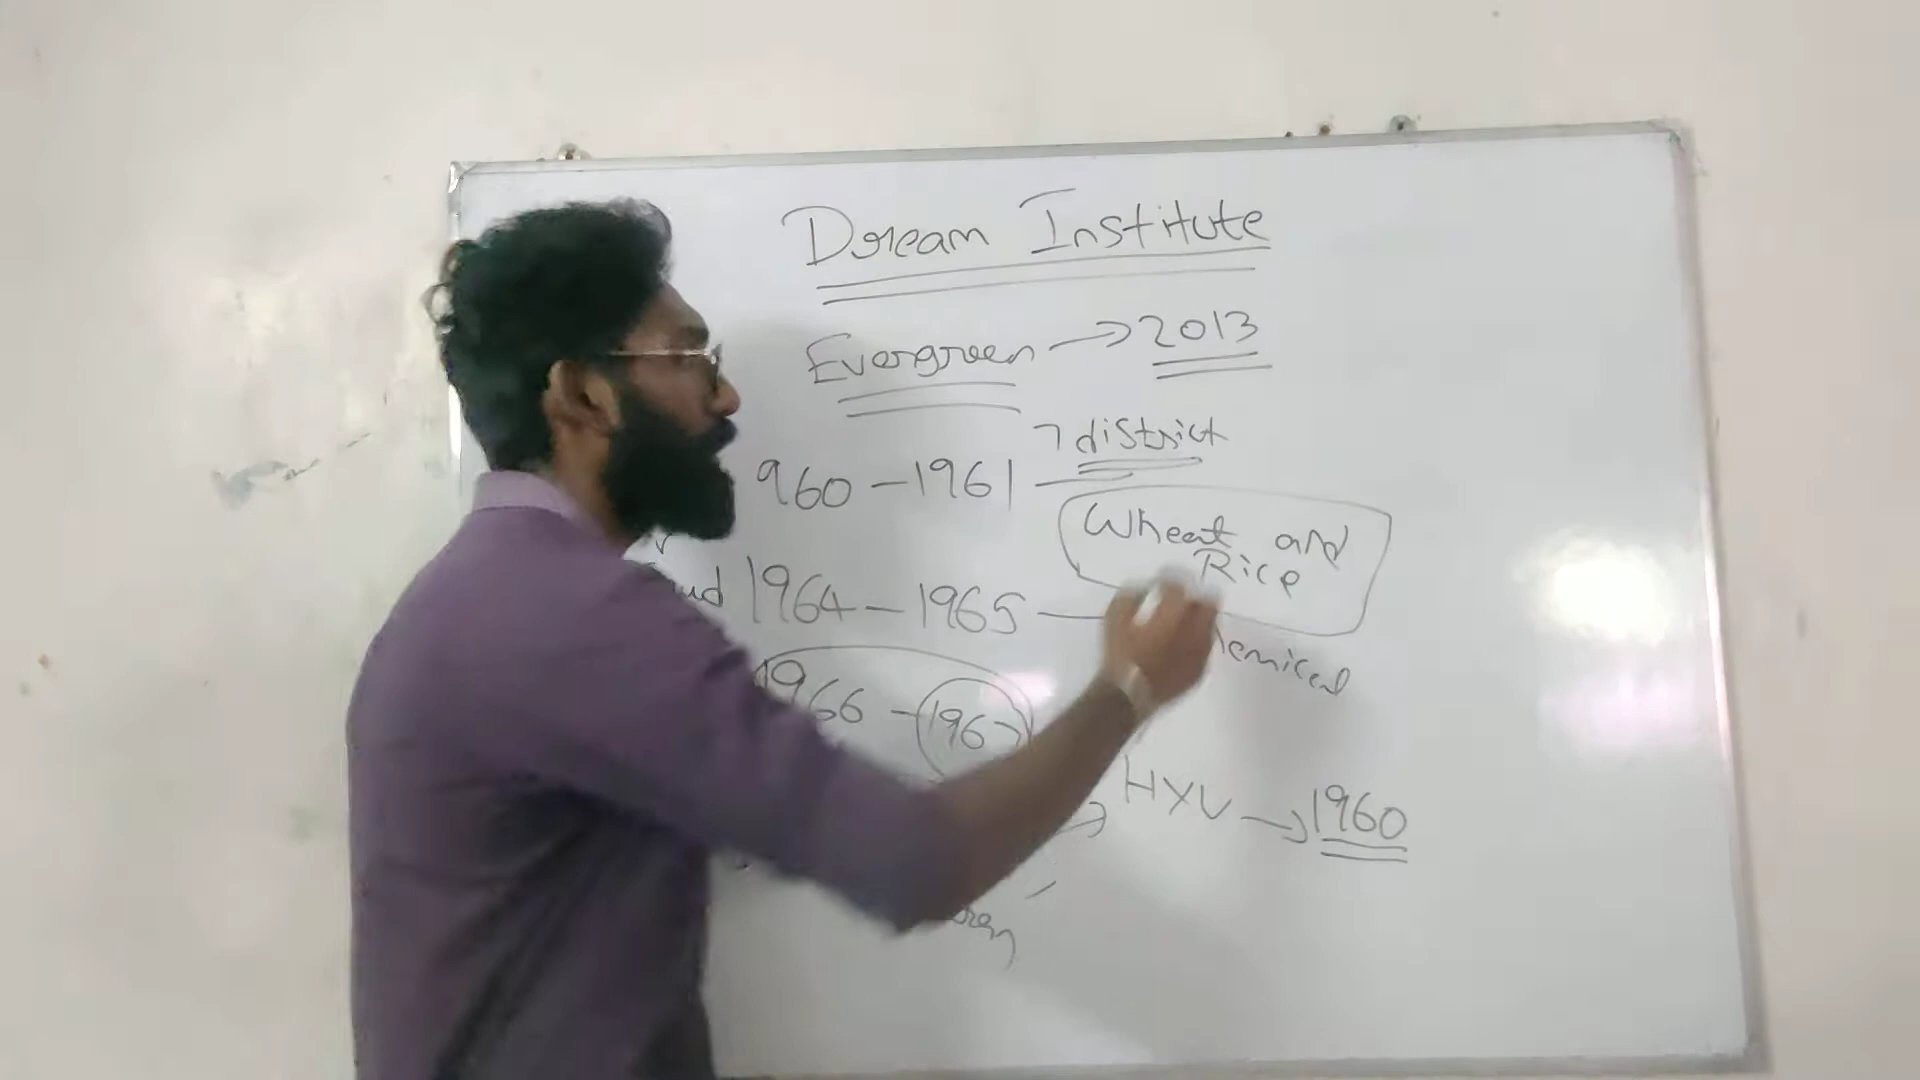 Dream Institute
Evergreen → 2013
7 district
960 - 1961 -
Wheat and
Rice
1964 - 1965 -
hemical
1966 - 1967
→ HYV → 1960